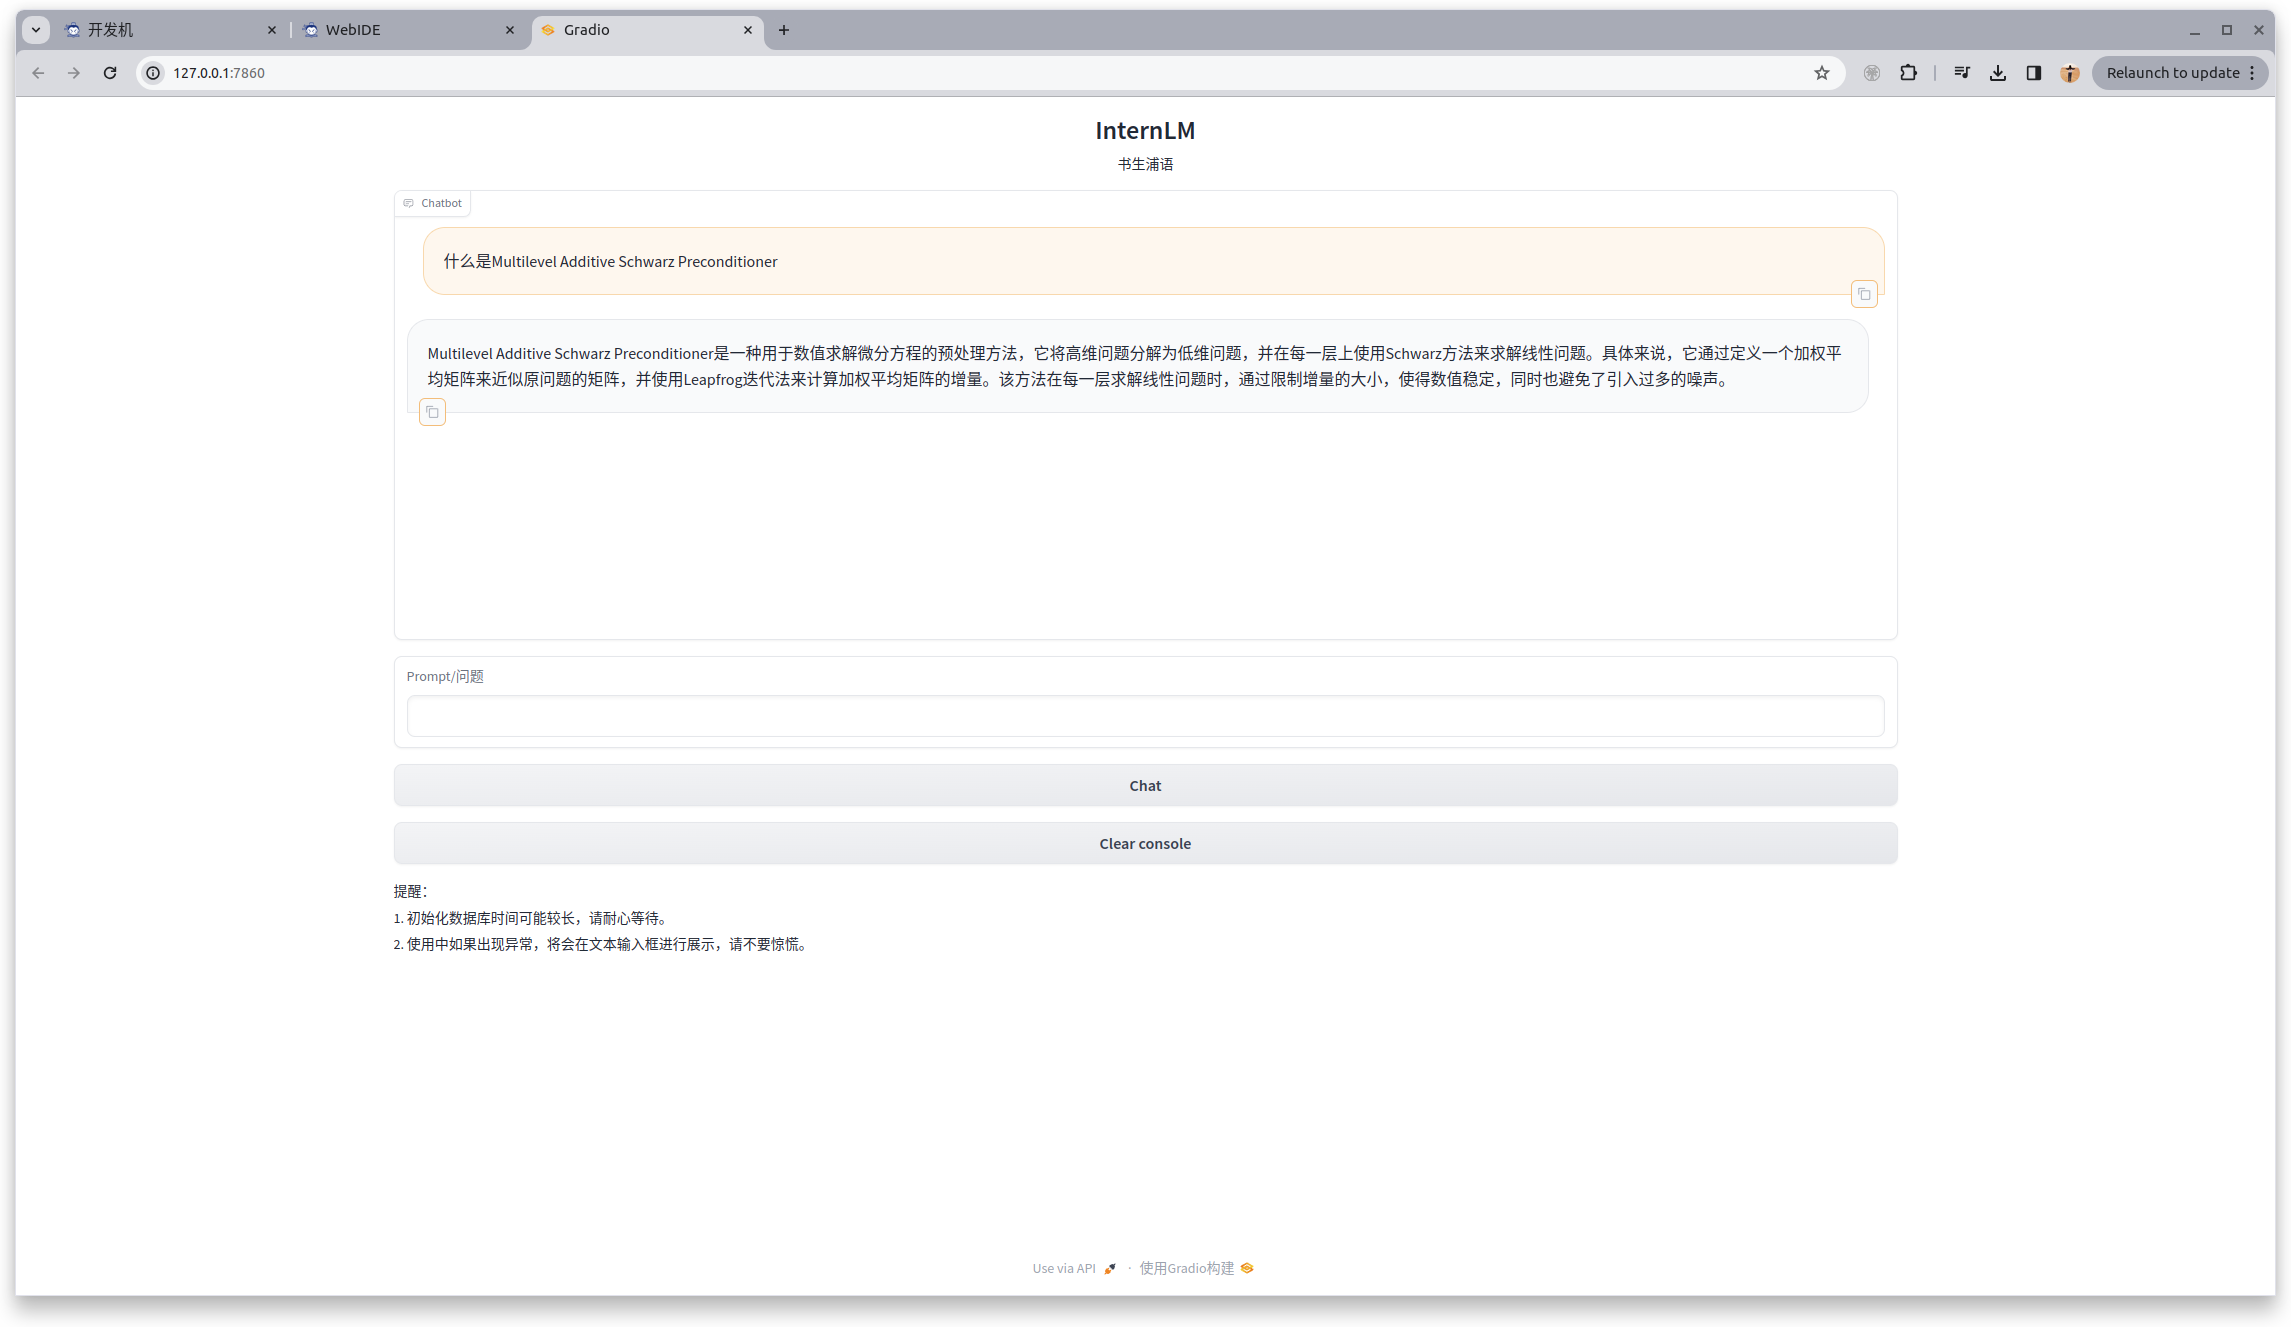 开发机
WebIDE
Gradio
127.0.0.1:7860
Relaunch to update
InternLM
书生浦语
Chatbot
什么是Multilevel Additive Schwarz Preconditioner
Multilevel Additive Schwarz Preconditioner是一种用于数值求解微分方程的预处理方法，它将高维问题分解为低维问题，并在每一层上使用Schwarz方法来求解线性问题。具体来说，它通过定义一个加权平
均矩阵来近似原问题的矩阵，并使用Leapfrog迭代法来计算加权平均矩阵的增量。该方法在每一层求解线性问题时，通过限制增量的大小，使得数值稳定，同时也避免了引入过多的噪声。
Prompt/问题
Chat
Clear console
提醒：
1. 初始化数据库时间可能较长，请耐心等待。
2. 使用中如果出现异常，将会在文本输入框进行展示，请不要惊慌。
Use via API · 使用Gradio构建